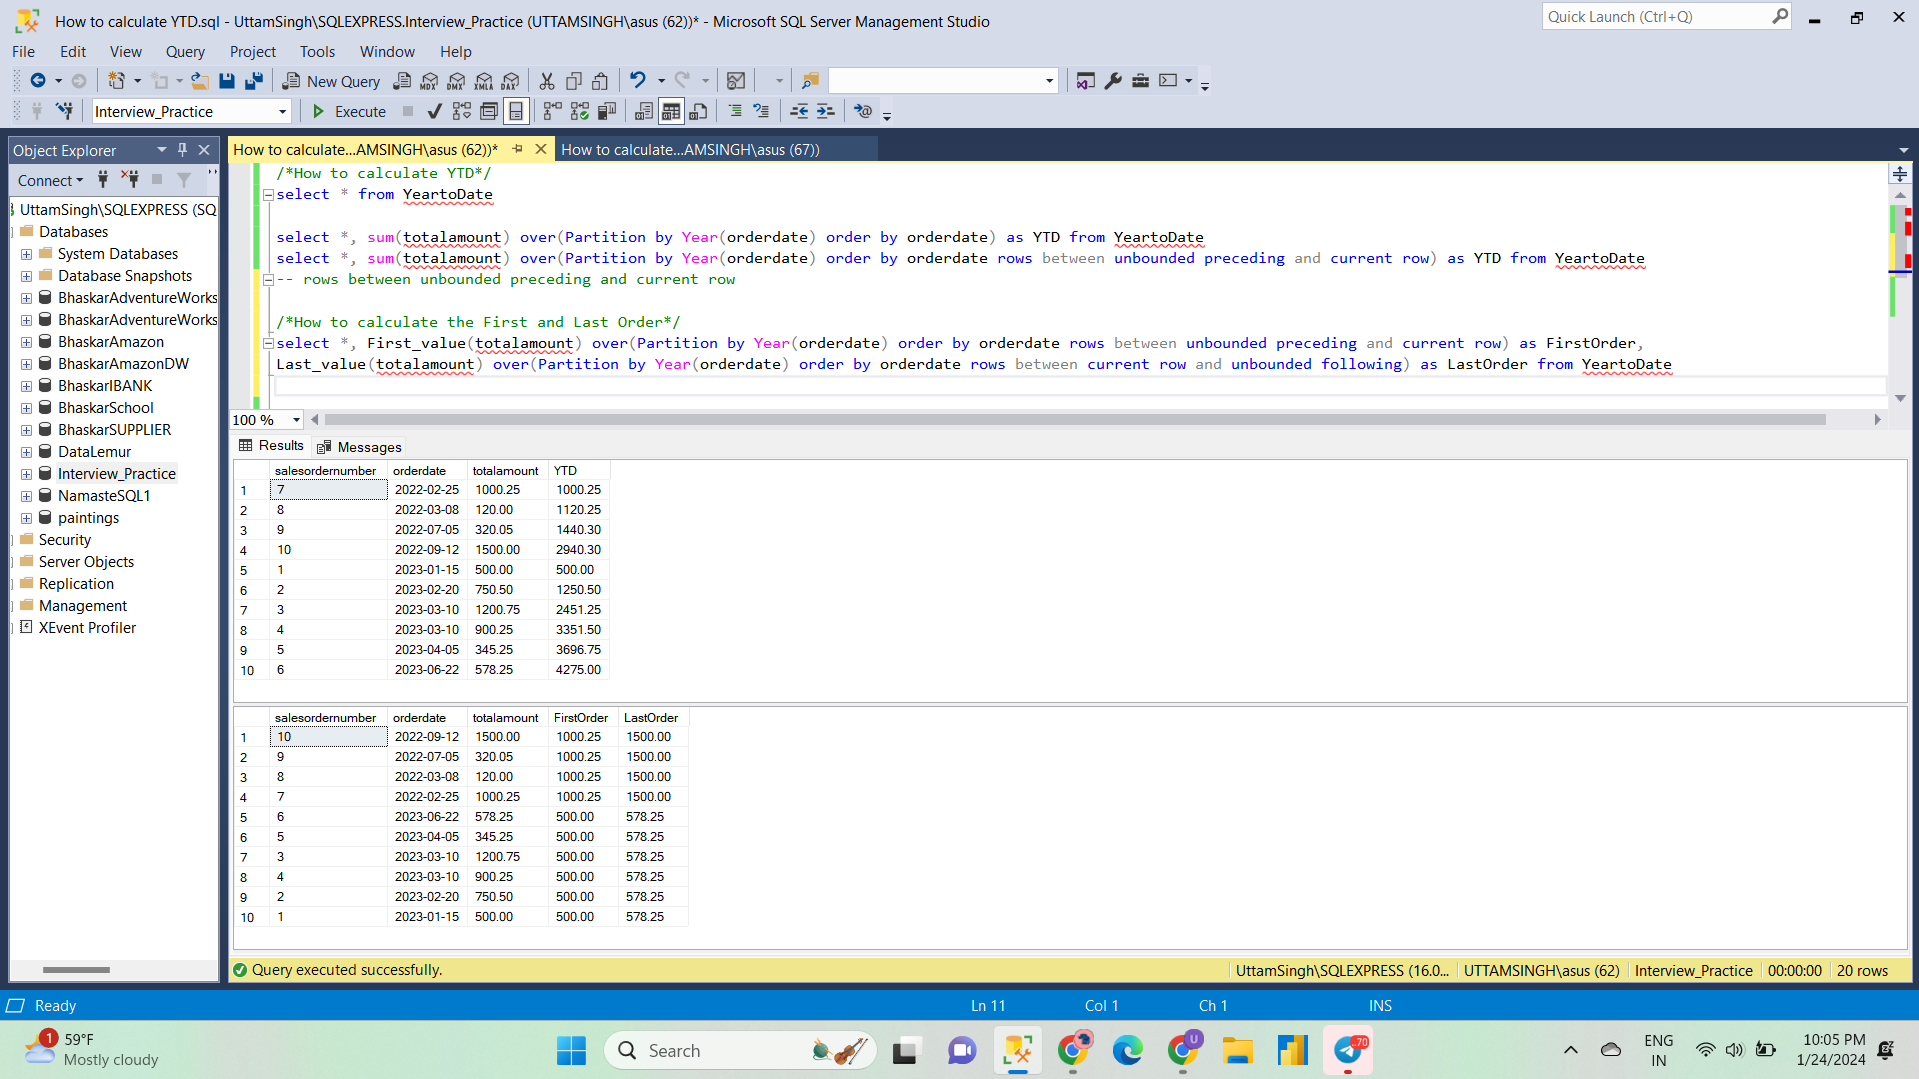 How to calculate YTD.sql - UttamSingh\SQLEXPRESS.Interview_Practice (UTTAMSINGH\asus (62))* - Microsoft SQL Server Management Studio
Quick Launch (Ctrl+Q)
File Edit View Query Project Tools Window Help
New Query MDX DMX XMLA DAX
Interview_Practice Execute
Object Explorer
How to calculate...AMSINGH\asus (62))* How to calculate...AMSINGH\asus (67))
Connect
UttamSingh\SQLEXPRESS (SQ
Databases
System Databases
Database Snapshots
BhaskarAdventureWorks
BhaskarAdventureWorks
BhaskarAmazon
BhaskarAmazonDW
BhaskarIBANK
BhaskarSchool
BhaskarSUPPLIER
DataLemur
Interview_Practice
NamasteSQL1
paintings
Security
Server Objects
Replication
Management
XEvent Profiler
/*How to calculate YTD*/
select * from YeartoDate
select *, sum(totalamount) over(Partition by Year(orderdate) order by orderdate) as YTD from YeartoDate
select *, sum(totalamount) over(Partition by Year(orderdate) order by orderdate rows between unbounded preceding and current row) as YTD from YeartoDate
-- rows between unbounded preceding and current row
/*How to calculate the First and Last Order*/
select *, First_value(totalamount) over(Partition by Year(orderdate) order by orderdate rows between unbounded preceding and current row) as FirstOrder,
Last_value(totalamount) over(Partition by Year(orderdate) order by orderdate rows between current row and unbounded following) as LastOrder from YeartoDate
100 %
Results Messages
salesordernumber orderdate totalamount YTD
1 7 2022-02-25 1000.25 1000.25
2 8 2022-03-08 120.00 1120.25
3 9 2022-07-05 320.05 1440.30
4 10 2022-09-12 1500.00 2940.30
5 1 2023-01-15 500.00 500.00
6 2 2023-02-20 750.50 1250.50
7 3 2023-03-10 1200.75 2451.25
8 4 2023-03-10 900.25 3351.50
9 5 2023-04-05 345.25 3696.75
10 6 2023-06-22 578.25 4275.00
salesordernumber orderdate totalamount FirstOrder LastOrder
1 10 2022-09-12 1500.00 1000.25 1500.00
2 9 2022-07-05 320.05 1000.25 1500.00
3 8 2022-03-08 120.00 1000.25 1500.00
4 7 2022-02-25 1000.25 1000.25 1500.00
5 6 2023-06-22 578.25 500.00 578.25
6 5 2023-04-05 345.25 500.00 578.25
7 3 2023-03-10 1200.75 500.00 578.25
8 4 2023-03-10 900.25 500.00 578.25
9 2 2023-02-20 750.50 500.00 578.25
10 1 2023-01-15 500.00 500.00 578.25
Query executed successfully. UttamSingh\SQLEXPRESS (16.0... UTTAMSINGH\asus (62) Interview_Practice 00:00:00 20 rows
Ready Ln 11 Col 1 Ch 1 INS
1 59°F
Mostly cloudy
Search
U
70
ENG
IN
10:05 PM
1/24/2024